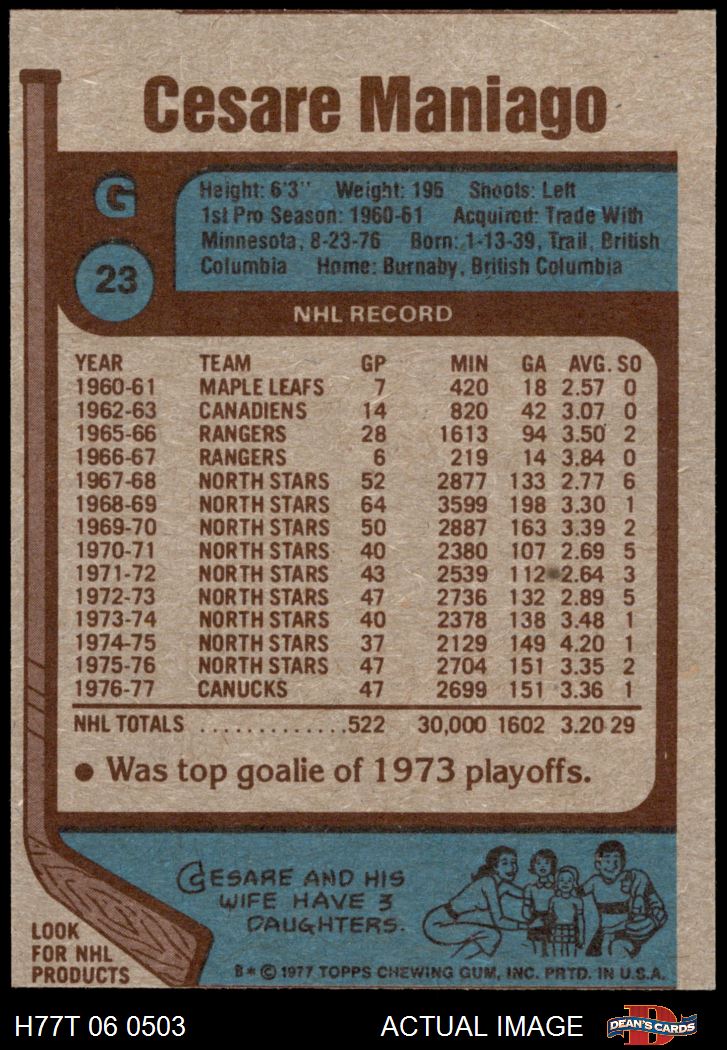 Cesare Maniago
G
23
Height: 6'3" Weight: 195 Shoots: Left
1st Pro Season: 1960-61 Acquired: Trade With
Minnesota, 8-23-76 Born: 1-13-39, Trail, British
Columbia Home: Burnaby, British Columbia
NHL RECORD
YEAR TEAM GP MIN GA AVG. SO
1960-61 MAPLE LEAFS 7 420 18 2.57 0
1962-63 CANADIENS 14 820 42 3.07 0
1965-66 RANGERS 28 1613 94 3.50 2
1966-67 RANGERS 6 219 14 3.84 0
1967-68 NORTH STARS 52 2877 133 2.77 6
1968-69 NORTH STARS 64 3599 198 3.30 1
1969-70 NORTH STARS 50 2887 163 3.39 2
1970-71 NORTH STARS 40 2380 107 2.69 5
1971-72 NORTH STARS 43 2539 112 2.64 3
1972-73 NORTH STARS 47 2736 132 2.89 5
1973-74 NORTH STARS 40 2378 138 3.48 1
1974-75 NORTH STARS 37 2129 149 4.20 1
1975-76 NORTH STARS 47 2704 151 3.35 2
1976-77 CANUCKS 47 2699 151 3.36 1
NHL TOTALS .............522 30,000 1602 3.20 29
• Was top goalie of 1973 playoffs.
CESARE AND HIS
WIFE HAVE 3
DAUGHTERS.
LOOK
FOR NHL
PRODUCTS
B* © 1977 TOPPS CHEWING GUM, INC. PRTD. IN U.S.A.
H77T 06 0503 ACTUAL IMAGE DEAN'S CARDS